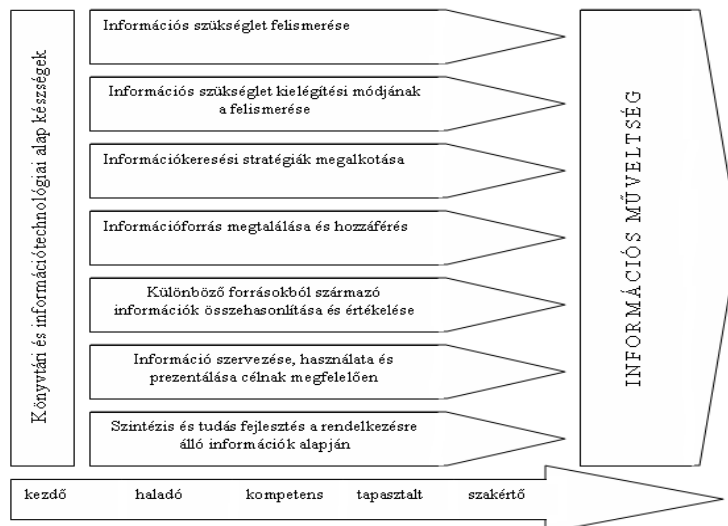 Könyvtári és információtechnológiai alap készségek
Információs szükséglet felismerése
Információs szükséglet kielégítési módjának
a felismerése
Információkeresési stratégiák megalkotása
Információforrás megtalálása és hozzáférés
Különböző forrásokból származó
információk összehasonlítása és értékelése
Információ szervezése, használata és
prezentálása célnak megfelelően
Szintézis és tudás fejlesztés a rendelkezésre
álló információk alapján
INFORMÁCIÓS MŰVELTSÉG
kezdő haladó kompetens tapasztalt szakértő